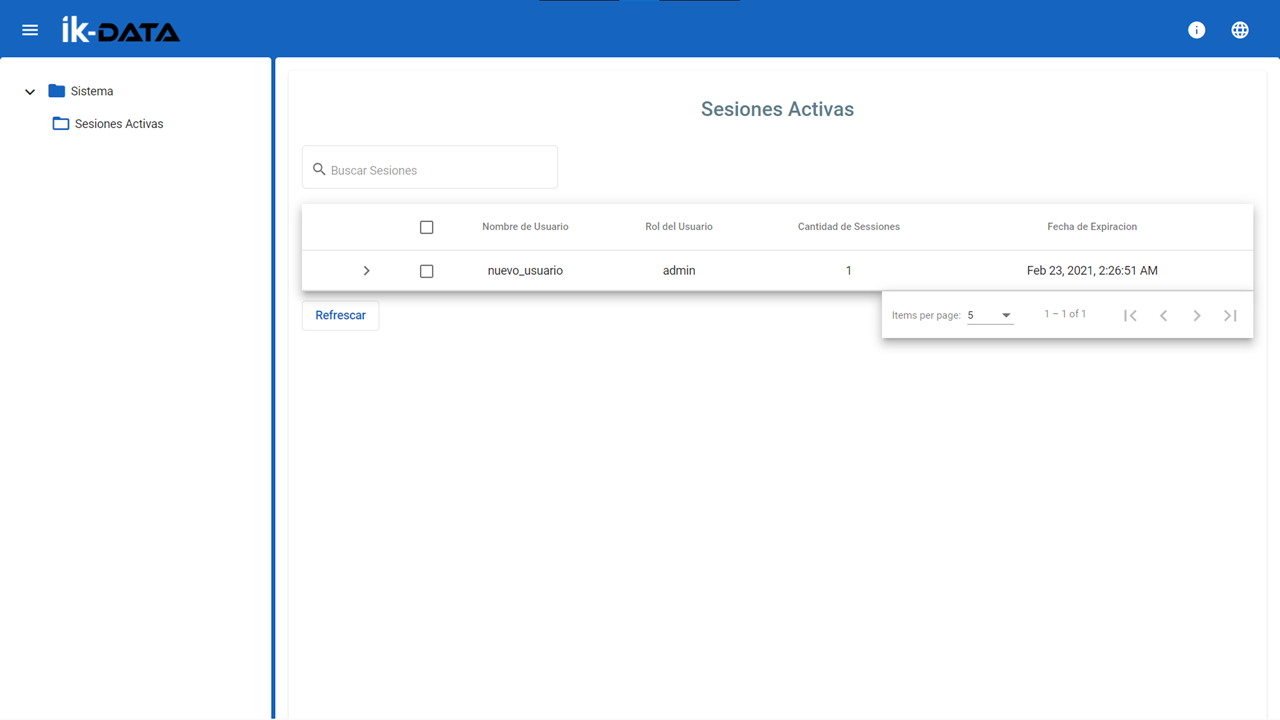 ik-DATA
Sistema
Sesiones Activas
Sesiones Activas
Buscar Sesiones
Nombre de Usuario Rol del Usuario Cantidad de Sessiones Fecha de Expiracion
nuevo_usuario admin 1 Feb 23, 2021, 2:26:51 AM
Refrescar
Items per page: 5 1 – 1 of 1